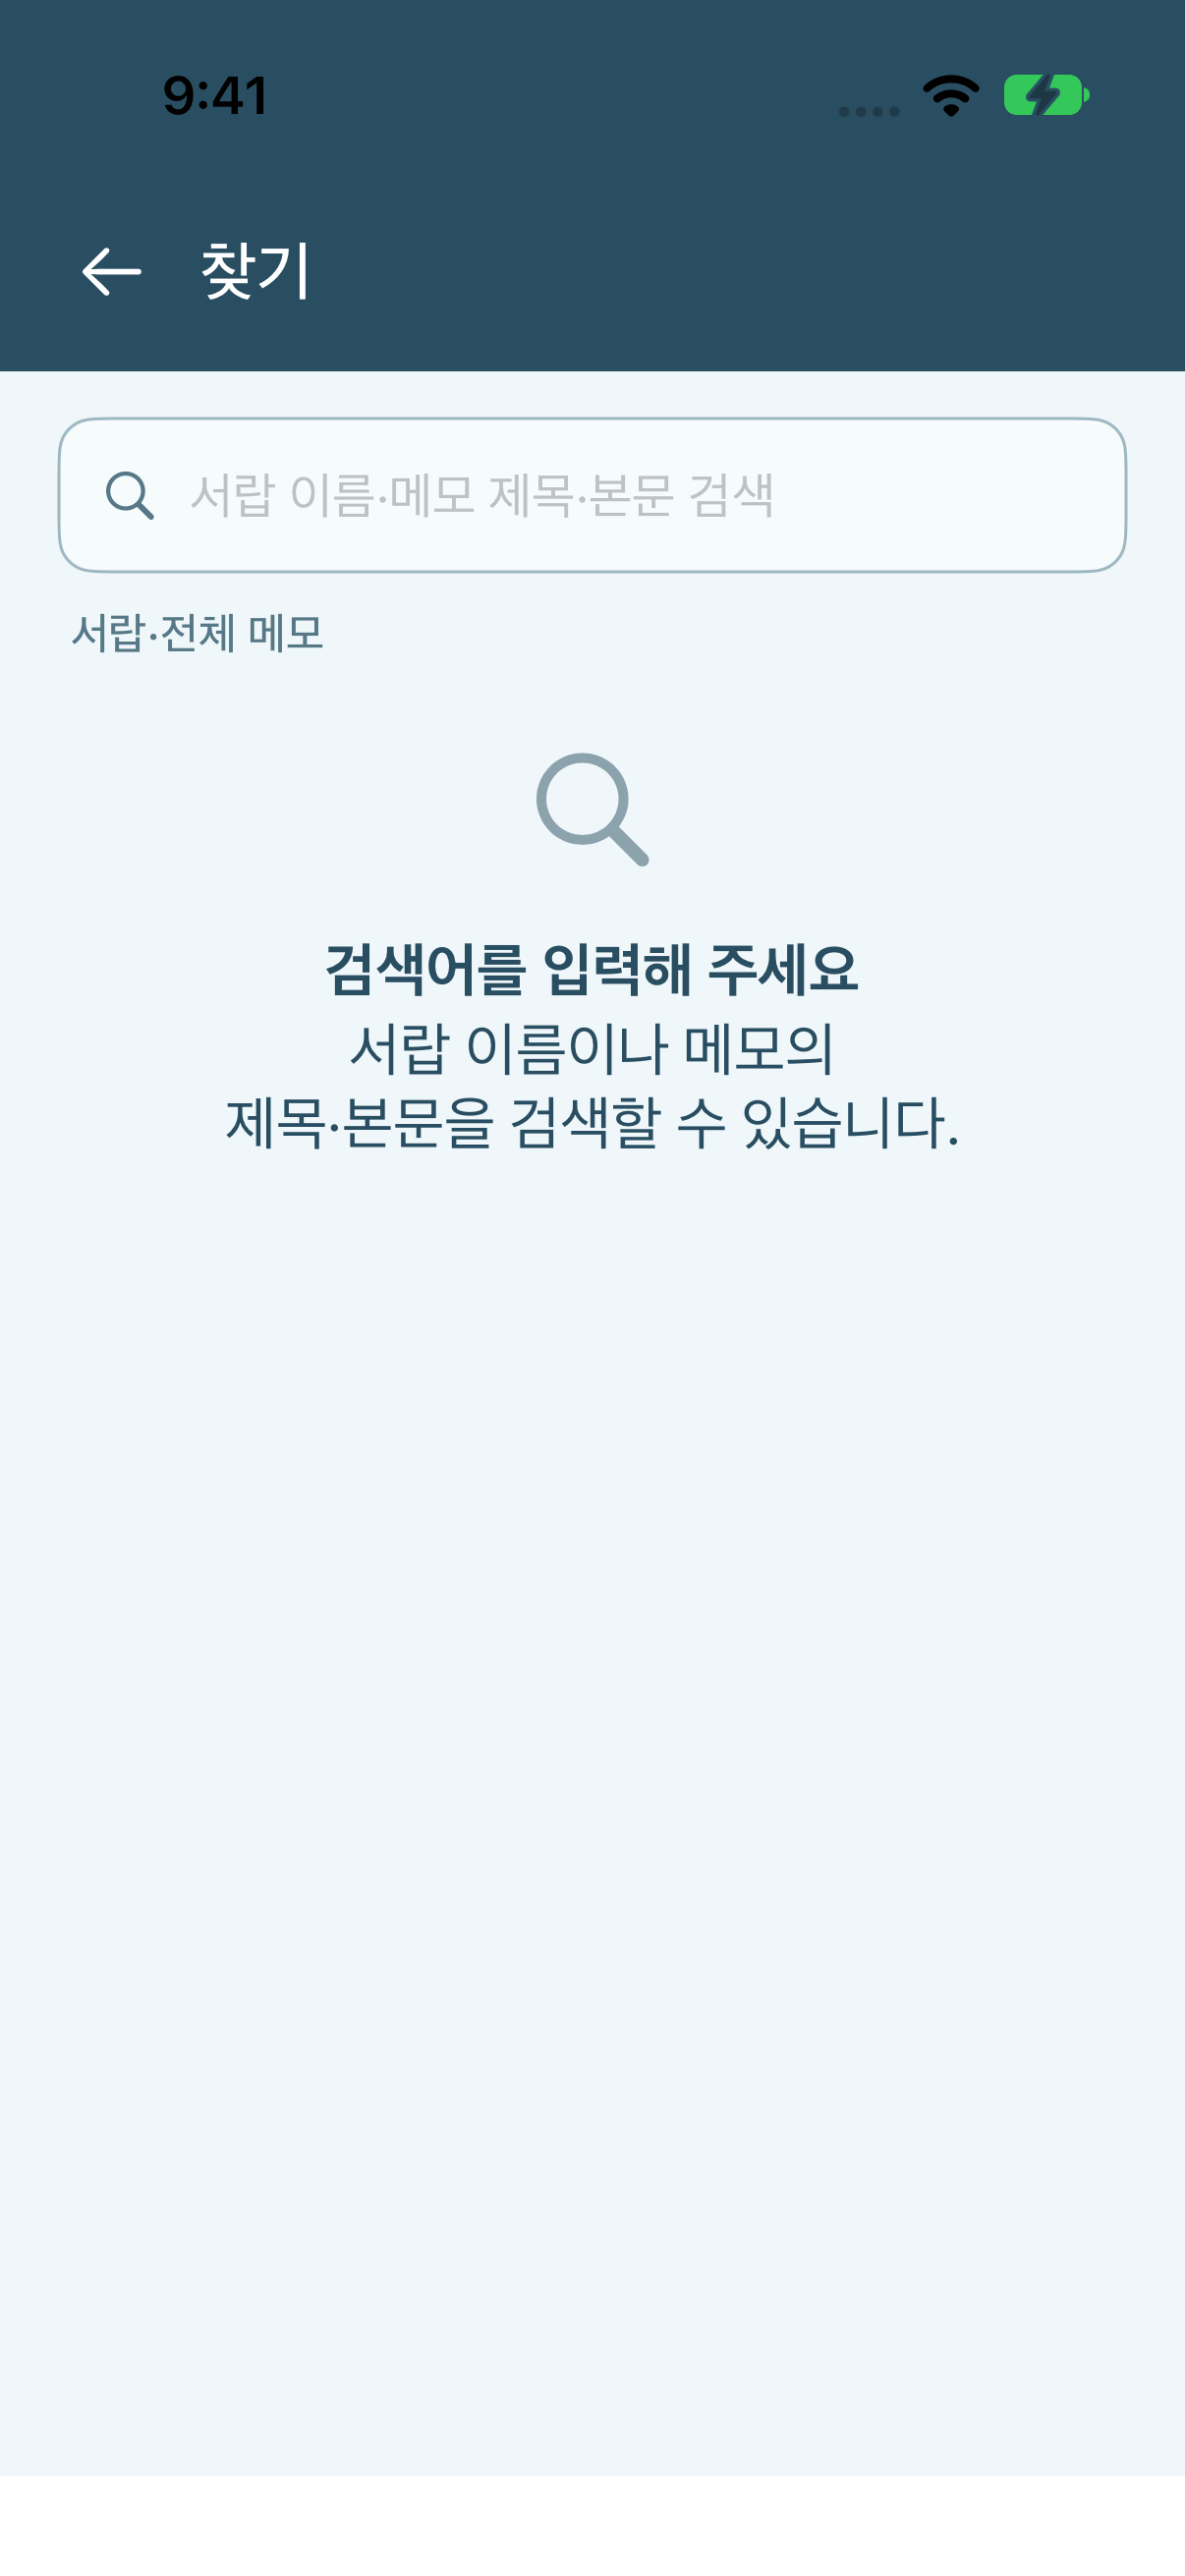 9:41
찾기
서랍 이름·메모 제목·본문 검색
서랍·전체 메모
검색어를 입력해 주세요
서랍 이름이나 메모의
제목·본문을 검색할 수 있습니다.